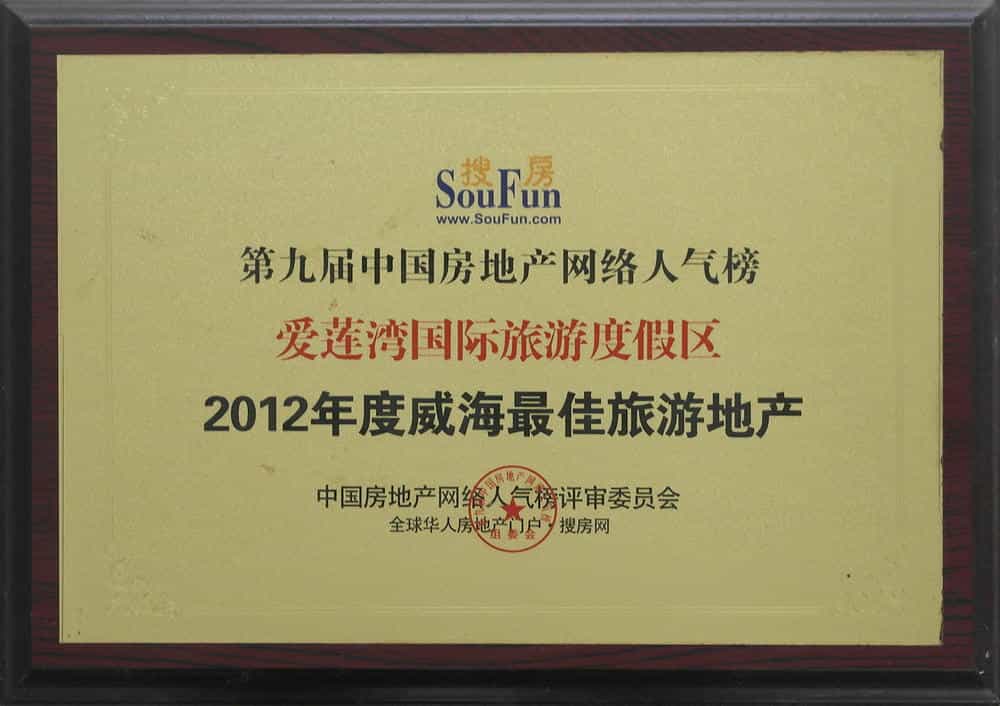 搜房
SouFun
www.SouFun.com
第九届中国房地产网络人气榜
爱莲湾国际旅游度假区
2012年度威海最佳旅游地产
中国房地产网络人气榜评审委员会
全球华人房地产门户·搜房网
组委会